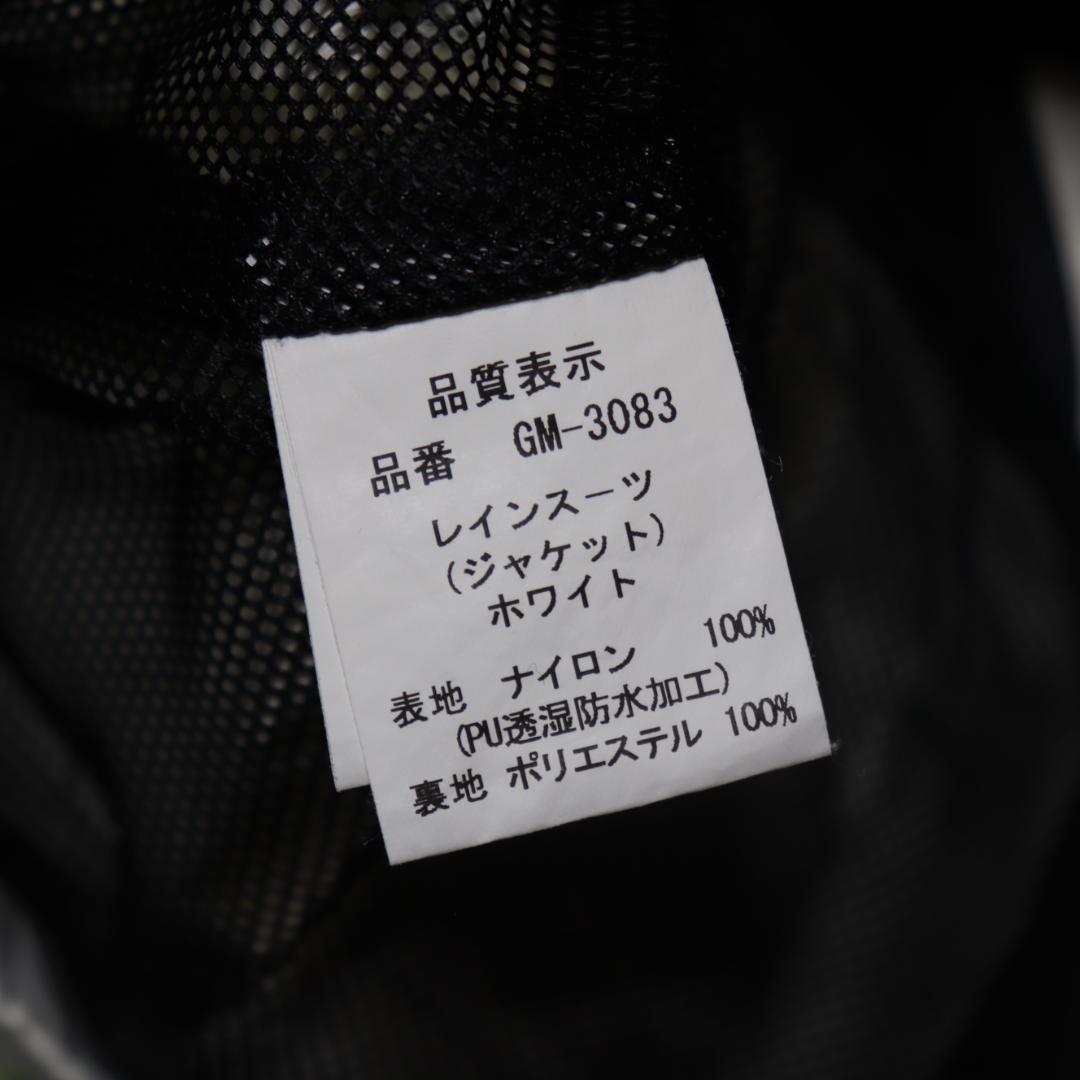 品質表示
品番 GM-3083
レインスーツ
(ジャケット)
ホワイト
表地 ナイロン 100%
(PU透湿防水加工)
裏地 ポリエステル 100%